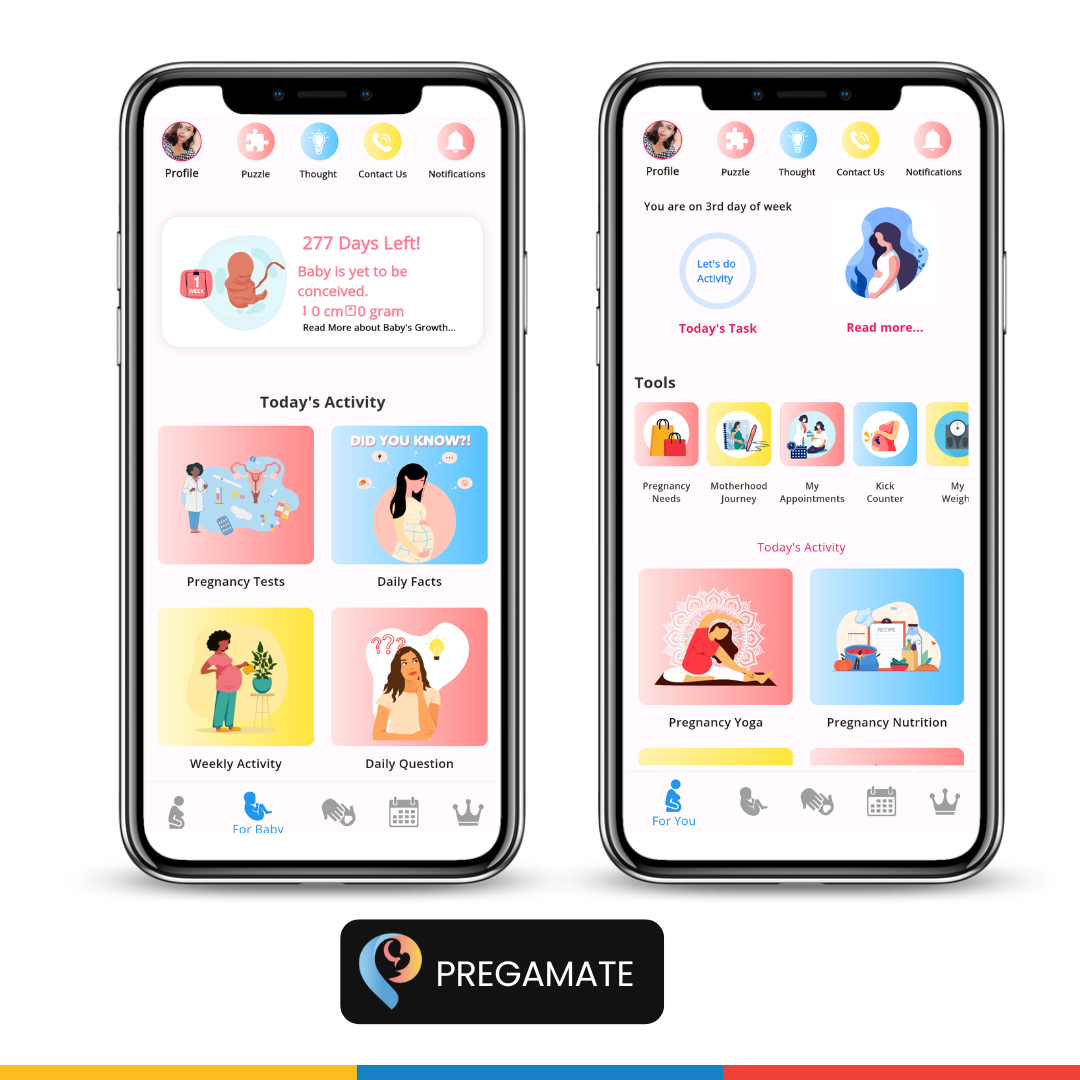 Profile
Puzzle
Thought
Contact Us
Notifications
277 Days Left!
1
WEEK
Baby is yet to be
conceived.
0 cm 0 gram
Read More about Baby's Growth...
Today's Activity
DID YOU KNOW?!
Pregnancy Tests
Daily Facts
???
Weekly Activity
Daily Question
For Baby
Profile
Puzzle
Thought
Contact Us
Notifications
You are on 3rd day of week
Let's do
Activity
Today's Task
Read more...
Tools
Pregnancy
Needs
Motherhood
Journey
My
Appointments
Kick
Counter
My
Weigh
Today's Activity
RECIPE
Pregnancy Yoga
Pregnancy Nutrition
For You
PREGAMATE